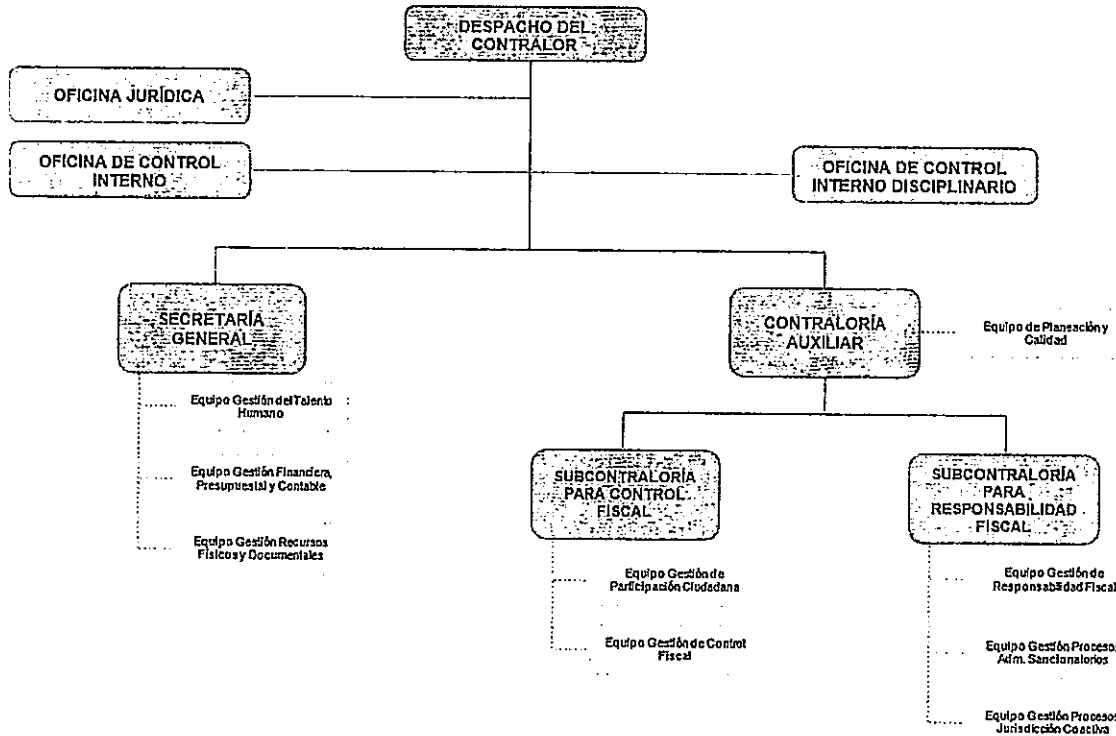 DESPACHO DEL
CONTRALOR
OFICINA JURÍDICA
OFICINA DE CONTROL
INTERNO
OFICINA DE CONTROL
INTERNO DISCIPLINARIO
SECRETARÍA
GENERAL
CONTRALORÍA
AUXILIAR
Equipo de Planeación y
Calidad
Equipo Gestión del Talento
Humano
Equipo Gestión Financiera,
Presupuestal y Contable
Equipo Gestión Recursos
Físicos y Documentales
SUBCONTRALORÍA
PARA CONTROL
FISCAL
SUBCONTRALORÍA
PARA
RESPONSABILIDAD
FISCAL
Equipo Gestión de
Participación Ciudadana
Equipo Gestión de Control
Fiscal
Equipo Gestión de
Responsabilidad Fiscal
Equipo Gestión Procesos
Adm. Sancionatorios
Equipo Gestión Procesos
Jurisdicción Coactiva